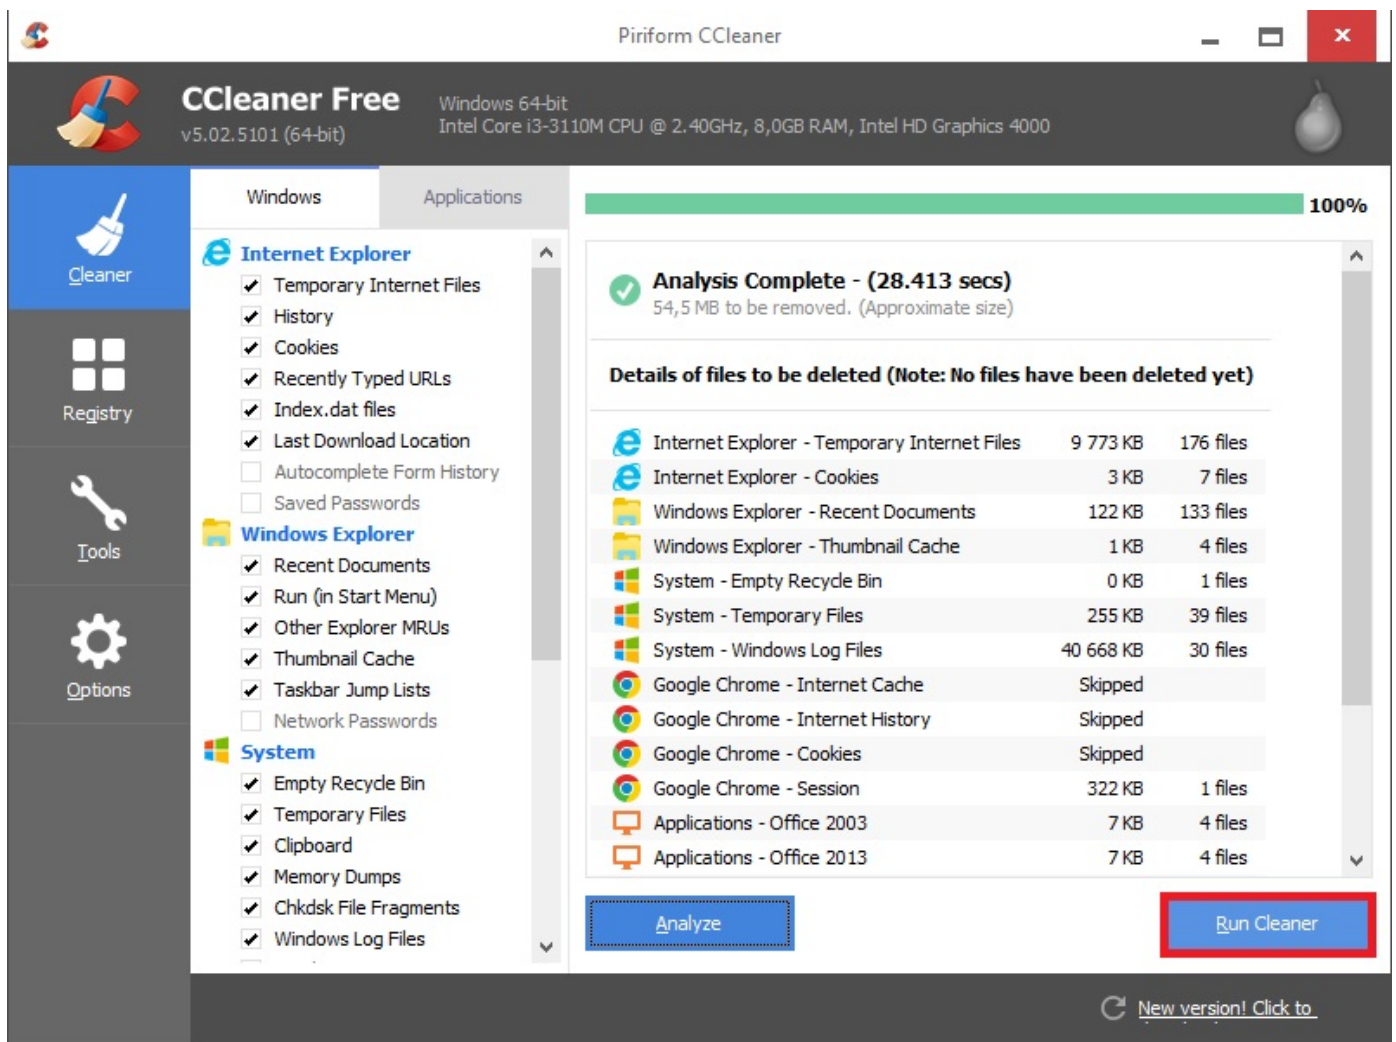 Piriform CCleaner
CCleaner Free
v5.02.5101 (64-bit)
Windows 64-bit
Intel Core i3-3110M CPU @ 2.40GHz, 8,0GB RAM, Intel HD Graphics 4000
Cleaner
Registry
Tools
Options
Windows
Applications
Internet Explorer
Temporary Internet Files
History
Cookies
Recently Typed URLs
Index.dat files
Last Download Location
Autocomplete Form History
Saved Passwords
Windows Explorer
Recent Documents
Run (in Start Menu)
Other Explorer MRUs
Thumbnail Cache
Taskbar Jump Lists
Network Passwords
System
Empty Recycle Bin
Temporary Files
Clipboard
Memory Dumps
Chkdsk File Fragments
Windows Log Files
100%
Analysis Complete - (28.413 secs)
54,5 MB to be removed. (Approximate size)
Details of files to be deleted (Note: No files have been deleted yet)
Internet Explorer - Temporary Internet Files 9 773 KB 176 files
Internet Explorer - Cookies 3 KB 7 files
Windows Explorer - Recent Documents 122 KB 133 files
Windows Explorer - Thumbnail Cache 1 KB 4 files
System - Empty Recycle Bin 0 KB 1 files
System - Temporary Files 255 KB 39 files
System - Windows Log Files 40 668 KB 30 files
Google Chrome - Internet Cache Skipped
Google Chrome - Internet History Skipped
Google Chrome - Cookies Skipped
Google Chrome - Session 322 KB 1 files
Applications - Office 2003 7 KB 4 files
Applications - Office 2013 7 KB 4 files
Analyze
Run Cleaner
New version! Click to